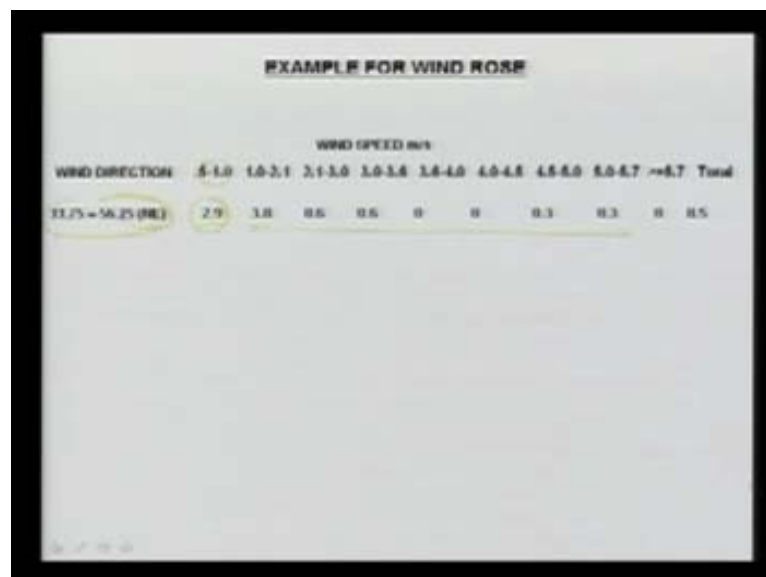 EXAMPLE FOR WIND ROSE
WIND SPEED m/s
WIND DIRECTION .5-1.0 1.0-2.1 2.1-3.0 3.0-3.6 3.6-4.0 4.0-4.5 4.5-5.0 5.0-5.7 >=5.7 Total
33.75 - 56.25 (NE) 2.9 3.8 0.6 0.6 0 0 0.3 0.3 0 8.5